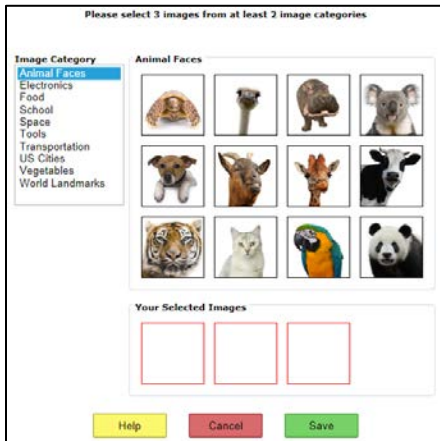 Please select 3 images from at least 2 image categories
Image Category
Animal Faces
Electronics
Food
School
Space
Tools
Transportation
US Cities
Vegetables
World Landmarks
Animal Faces
Your Selected Images
Help
Cancel
Save